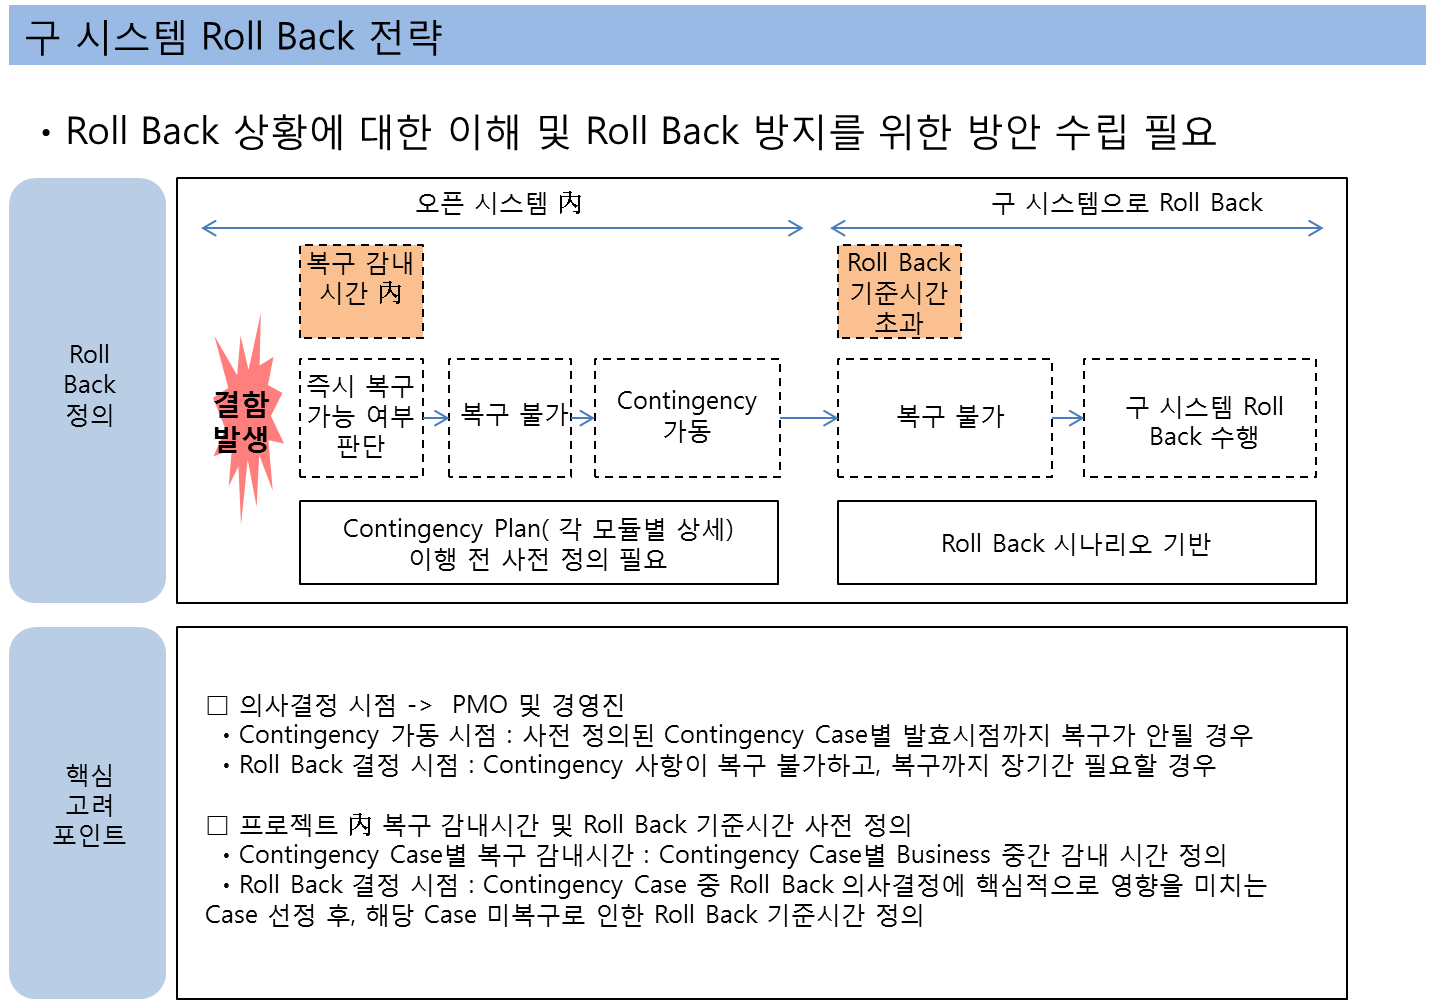 구 시스템 Roll Back 전략
• Roll Back 상황에 대한 이해 및 Roll Back 방지를 위한 방안 수립 필요
Roll
Back
정의
오픈 시스템 內
구 시스템으로 Roll Back
복구 감내
시간 內
Roll Back
기준시간
초과
결함
발생
즉시 복구
가능 여부
판단
복구 불가
Contingency
가동
복구 불가
구 시스템 Roll
Back 수행
Contingency Plan( 각 모듈별 상세)
이행 전 사전 정의 필요
Roll Back 시나리오 기반
핵심
고려
포인트
□ 의사결정 시점 -> PMO 및 경영진
• Contingency 가동 시점 : 사전 정의된 Contingency Case별 발효시점까지 복구가 안될 경우
• Roll Back 결정 시점 : Contingency 사항이 복구 불가하고, 복구까지 장기간 필요할 경우
□ 프로젝트 內 복구 감내시간 및 Roll Back 기준시간 사전 정의
• Contingency Case별 복구 감내시간 : Contingency Case별 Business 중간 감내 시간 정의
• Roll Back 결정 시점 : Contingency Case 중 Roll Back 의사결정에 핵심적으로 영향을 미치는
Case 선정 후, 해당 Case 미복구로 인한 Roll Back 기준시간 정의